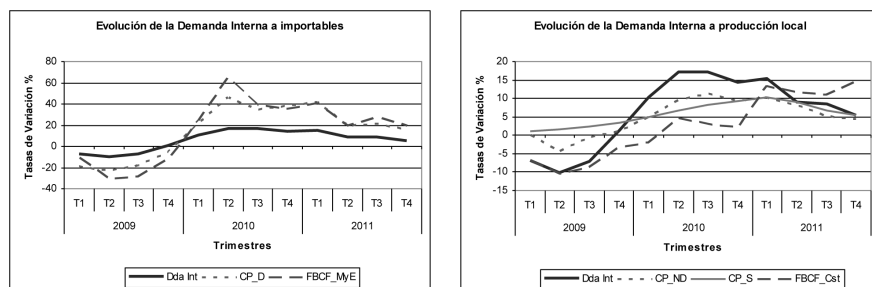 Evolución de la Demanda Interna a importables
Tasas de Variación %
80
60
40
20
0
-20
-40
T1 T2 T3 T4 T1 T2 T3 T4 T1 T2 T3 T4
2009 2010 2011
Trimestres
Dda Int CP_D FBCF_MyE
Evolución de la Demanda Interna a producción local
Tasas de Variación %
20
15
10
5
0
-5
-10
-15
T1 T2 T3 T4 T1 T2 T3 T4 T1 T2 T3 T4
2009 2010 2011
Trimestres
Dda Int CP_ND CP_S FBCF_Cst